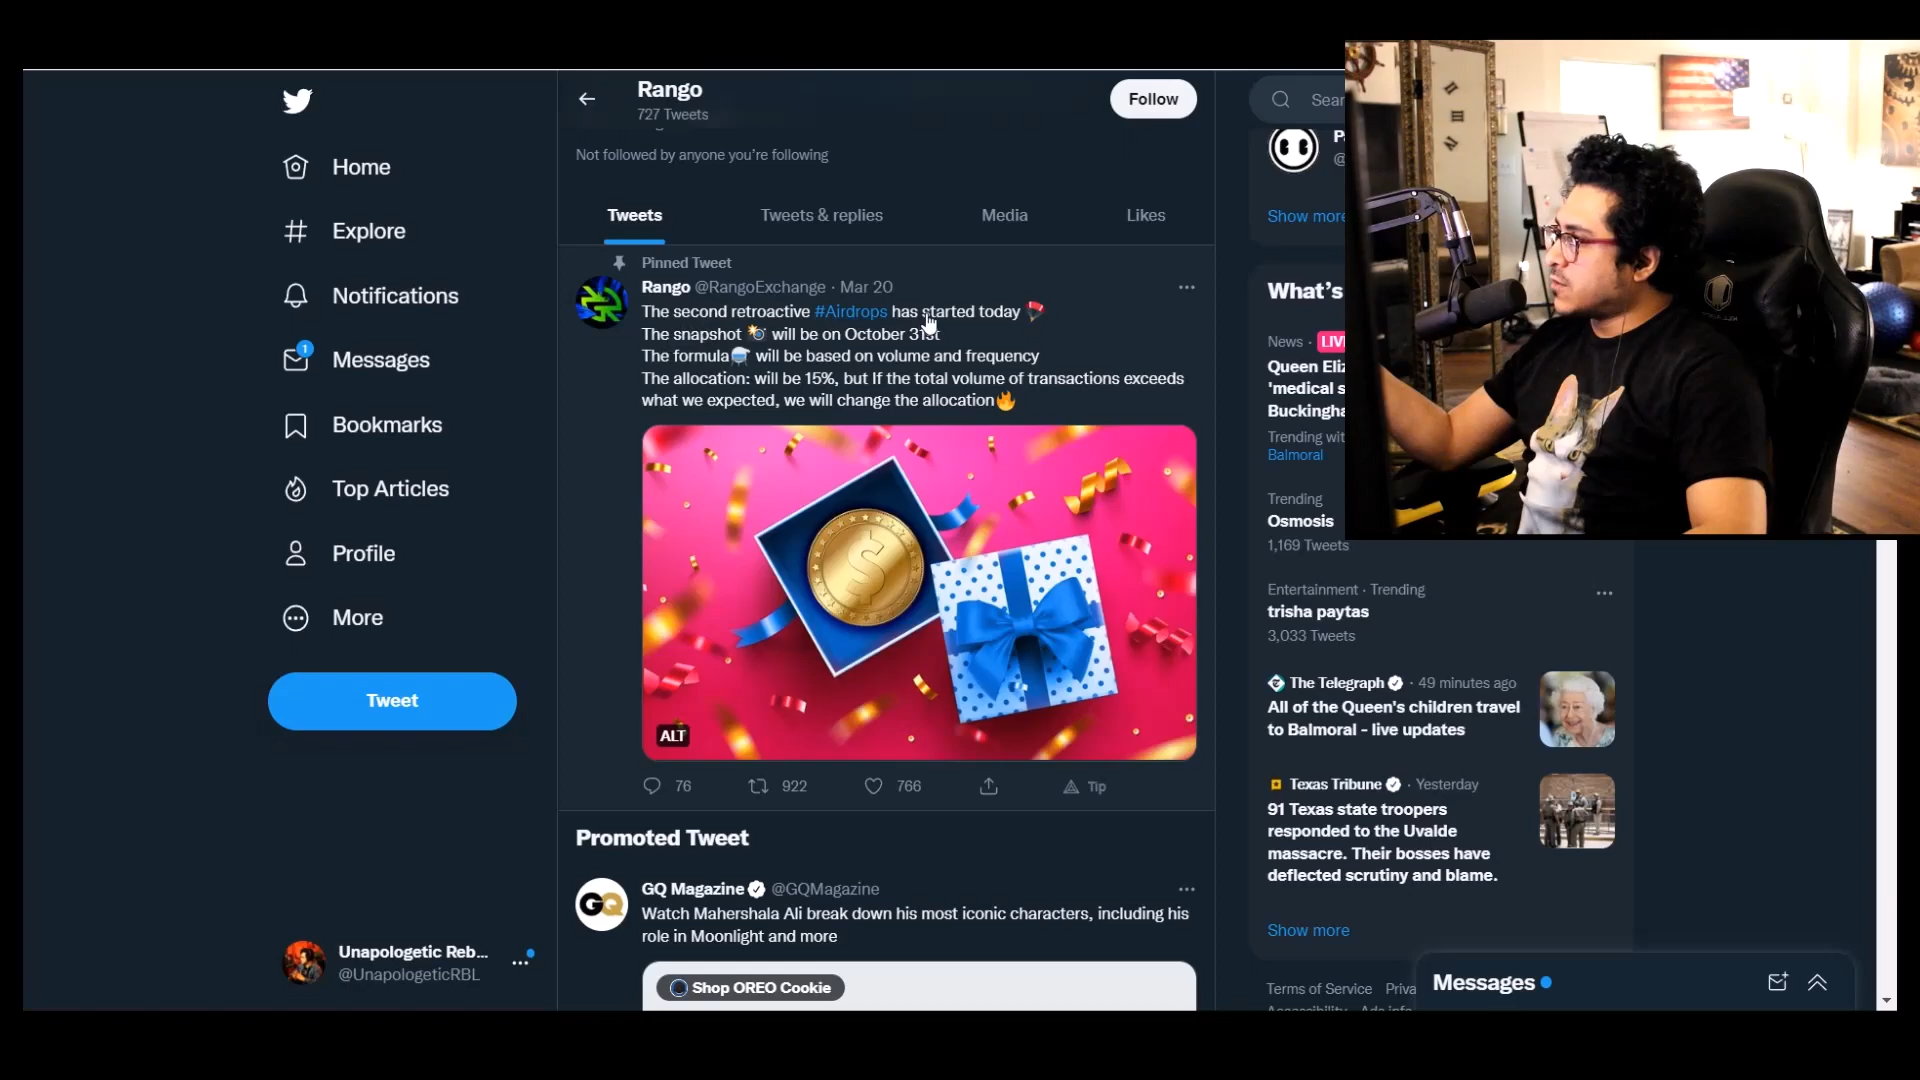 Rango
727 Tweets
Follow
Not followed by anyone you're following
Tweets
Tweets & replies
Media
Likes
Home
Explore
Notifications
1
Messages
Bookmarks
Top Articles
Profile
More
Tweet
Unapologetic Reb...
@UnapologeticRBL
Pinned Tweet
Rango @RangoExchange · Mar 20
The second retroactive #Airdrops has started today
The snapshot 📸 will be on October 31st
The formula⚗️ will be based on volume and frequency
The allocation: will be 15%, but If the total volume of transactions exceeds
what we expected, we will change the allocation🔥
ALT
76
922
766
Tip
Promoted Tweet
GQ Magazine @GQMagazine
GQ
Watch Mahershala Ali break down his most iconic characters, including his
role in Moonlight and more
Shop OREO Cookie
Sear
Show more
What's
News ·
LIV
Queen Eliz
'medical s
Buckingha
Trending wit
Balmoral
Trending
Osmosis
1,169 Tweets
Entertainment · Trending
trisha paytas
3,033 Tweets
The Telegraph · 49 minutes ago
All of the Queen's children travel
to Balmoral - live updates
Texas Tribune · Yesterday
91 Texas state troopers
responded to the Uvalde
massacre. Their bosses have
deflected scrutiny and blame.
Show more
Terms of Service Priva
Messages